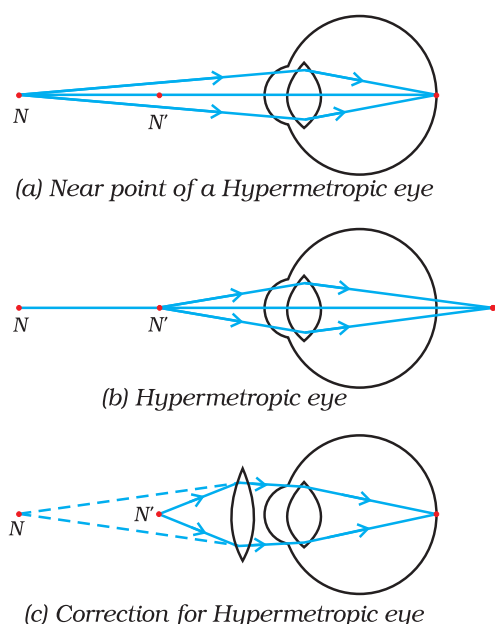 N
N'
(a) Near point of a Hypermetropic eye
N
N'
(b) Hypermetropic eye
N
N'
(c) Correction for Hypermetropic eye